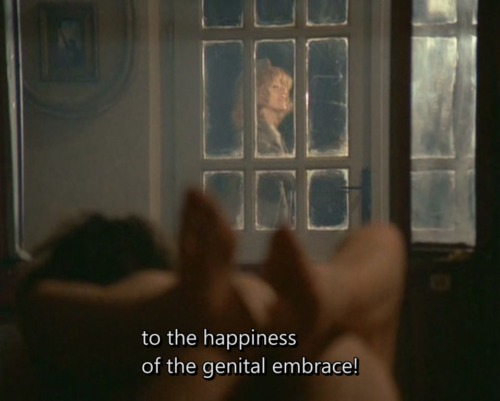 to the happiness
of the genital embrace!